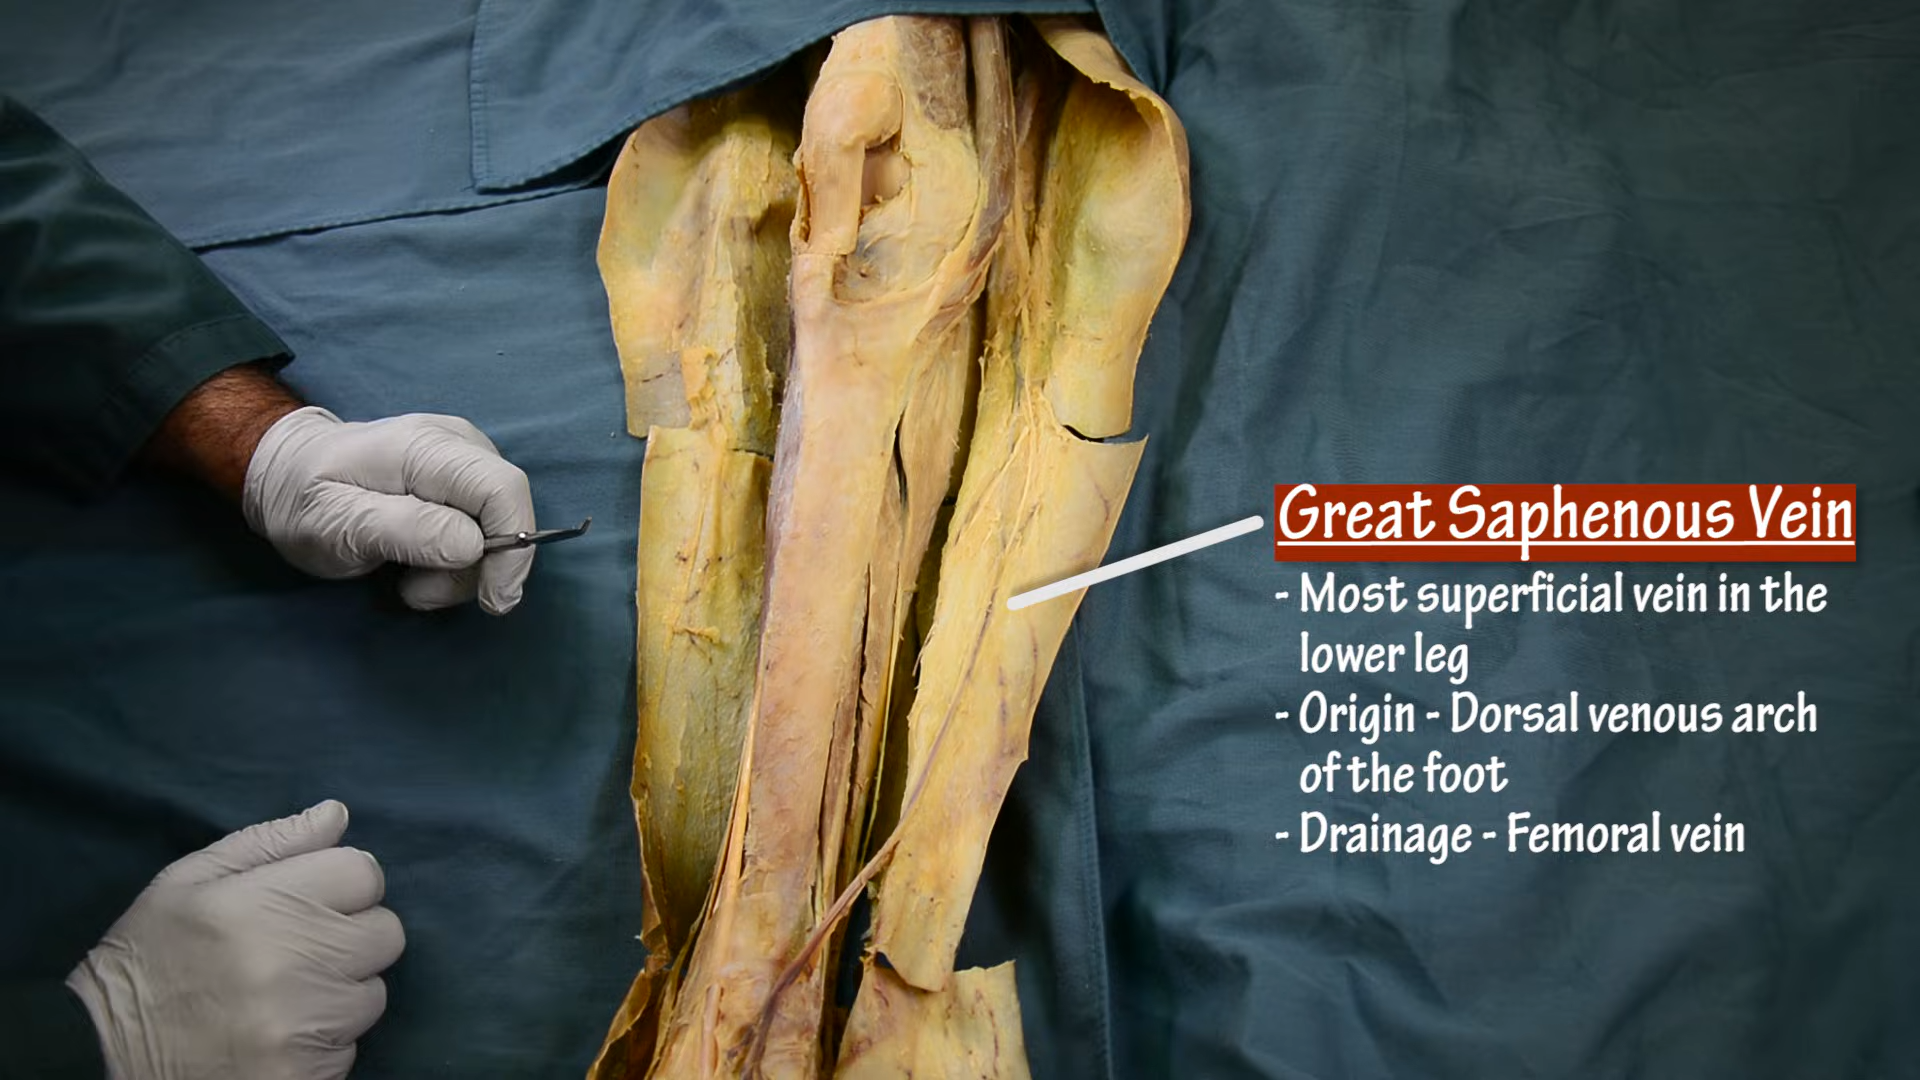 Great Saphenous Vein
- Most superficial vein in the
lower leg
- Origin - Dorsal venous arch
of the foot
- Drainage - Femoral vein